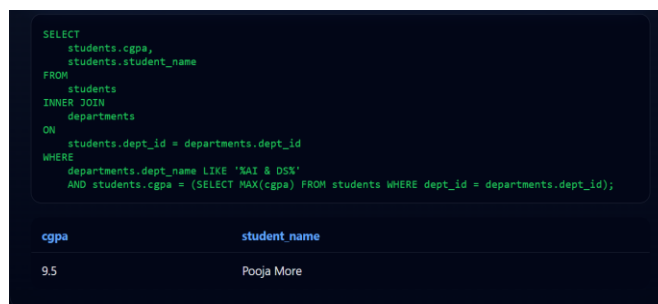 SELECT
    students.cgpa,
    students.student_name
FROM
    students
INNER JOIN
    departments
ON
    students.dept_id = departments.dept_id
WHERE
    departments.dept_name LIKE '%AI & DS%'
    AND students.cgpa = (SELECT MAX(cgpa) FROM students WHERE dept_id = departments.dept_id);
cgpa student_name
9.5 Pooja More